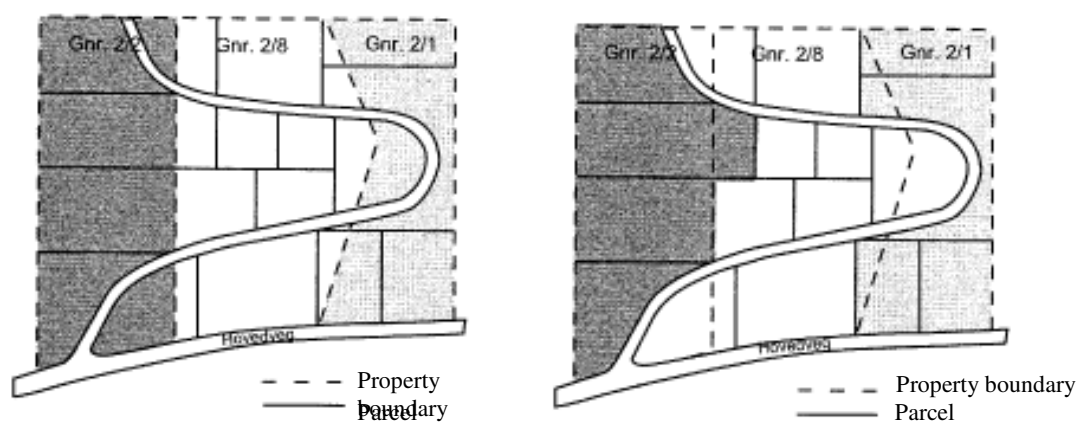 Gnr. 2/2
Gnr. 2/8
Gnr. 2/1
Hovedveg
Property
boundary
Parcel
Gnr. 2/2
Gnr. 2/8
Gnr. 2/1
Hovedveg
Property boundary
Parcel